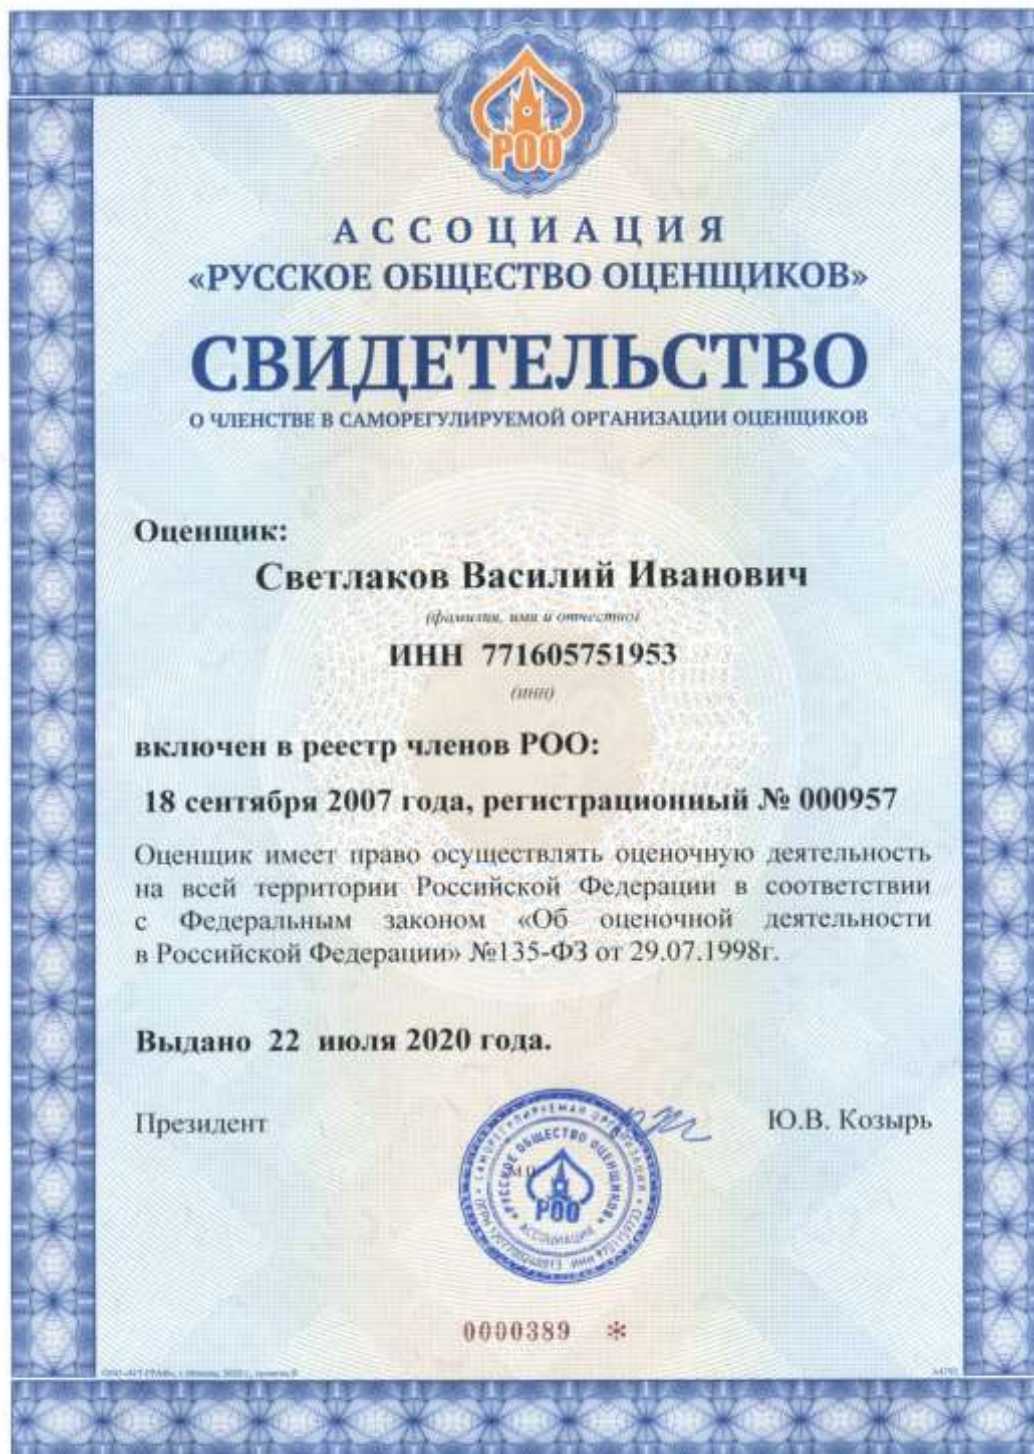 РОО
АССОЦИАЦИЯ
«РУССКОЕ ОБЩЕСТВО ОЦЕНЩИКОВ»
СВИДЕТЕЛЬСТВО
О ЧЛЕНСТВЕ В САМОРЕГУЛИРУЕМОЙ ОРГАНИЗАЦИИ ОЦЕНЩИКОВ
Оценщик:
Светлаков Василий Иванович
(фамилия, имя и отчество)
ИНН 771605751953
(инн)
включен в реестр членов РОО:
18 сентября 2007 года, регистрационный № 000957
Оценщик имеет право осуществлять оценочную деятельность
на всей территории Российской Федерации в соответствии
с Федеральным законом «Об оценочной деятельности
в Российской Федерации» №135-ФЗ от 29.07.1998г.
Выдано 22 июля 2020 года.
Президент
Ю.В. Козырь
САМОРЕГУЛИРУЕМАЯ ОРГАНИЗАЦИЯ
«РУССКОЕ ОБЩЕСТВО ОЦЕНЩИКОВ»
РОО
АССОЦИАЦИЯ
0000389 *